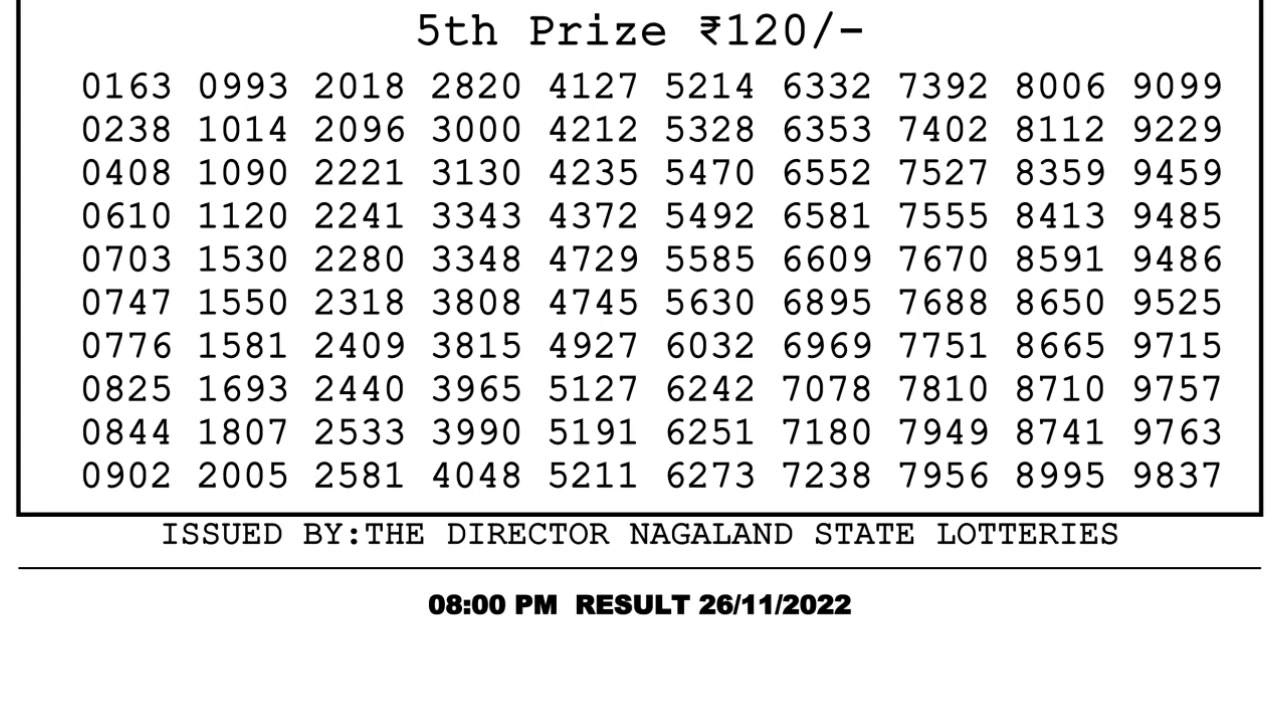 5th Prize ₹120/-
0163 0993 2018 2820 4127 5214 6332 7392 8006 9099
0238 1014 2096 3000 4212 5328 6353 7402 8112 9229
0408 1090 2221 3130 4235 5470 6552 7527 8359 9459
0610 1120 2241 3343 4372 5492 6581 7555 8413 9485
0703 1530 2280 3348 4729 5585 6609 7670 8591 9486
0747 1550 2318 3808 4745 5630 6895 7688 8650 9525
0776 1581 2409 3815 4927 6032 6969 7751 8665 9715
0825 1693 2440 3965 5127 6242 7078 7810 8710 9757
0844 1807 2533 3990 5191 6251 7180 7949 8741 9763
0902 2005 2581 4048 5211 6273 7238 7956 8995 9837
ISSUED BY:THE DIRECTOR NAGALAND STATE LOTTERIES
08:00 PM RESULT 26/11/2022